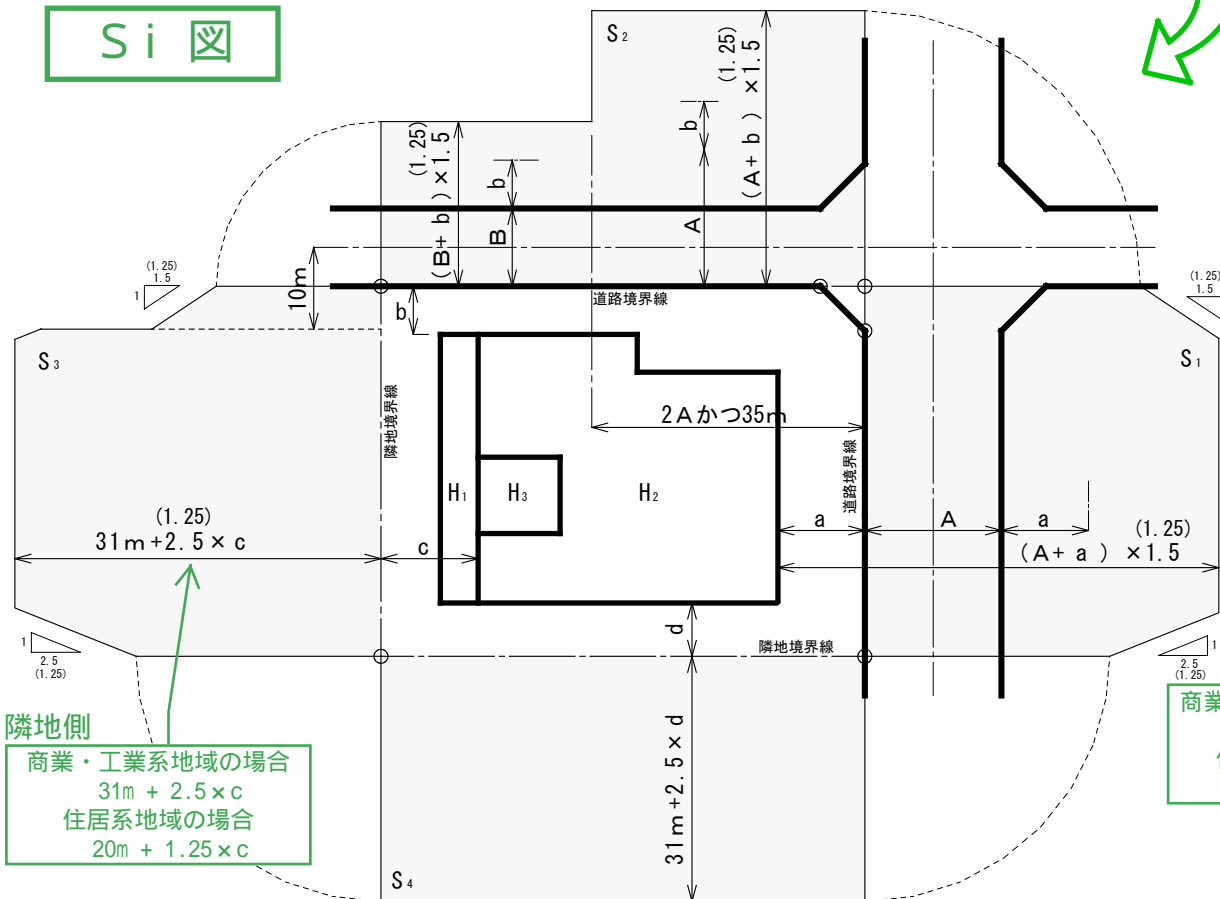 Si 図
S2
(1.25)
(A+b)×1.5
b
A
(1.25)
(B+b)×1.5
b
B
10m
b
道路境界線
(1.25)
1.5
1
(1.25)
1.5
S3
S1
隣地境界線
2Aかつ35m
道路境界線
H1
H3
H2
(1.25)
31m+2.5×c
c
a
A
a
(1.25)
(A+a) ×1.5
d
隣地境界線
1
2.5
(1.25)
1
2.5
(1.25)
31m+2.5×d
S4
隣地側
商業・工業系地域の場合
31m + 2.5×c
住居系地域の場合
20m + 1.25×c
商業